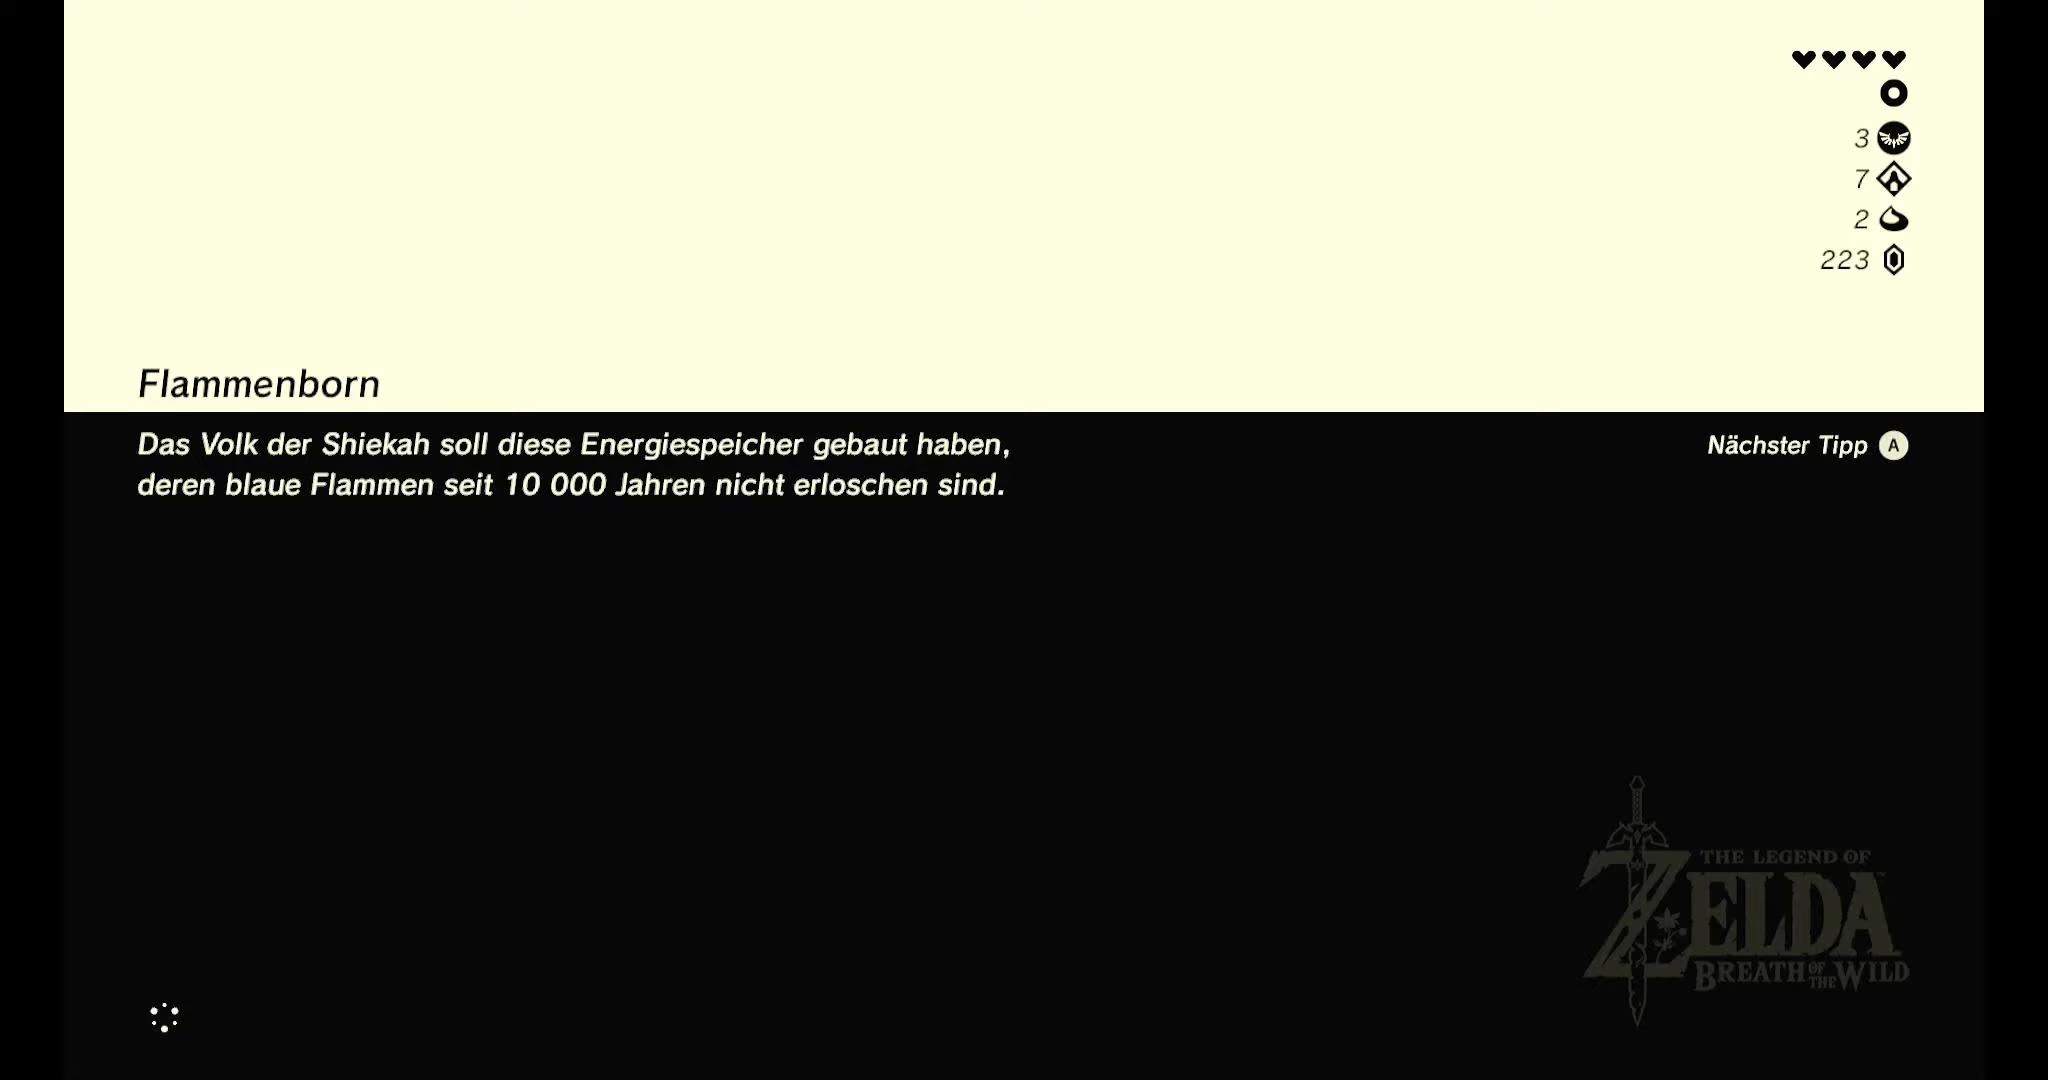 3
7
2
223
Flammenborn
Das Volk der Shiekah soll diese Energiespeicher gebaut haben,
deren blaue Flammen seit 10 000 Jahren nicht erloschen sind.
Nächster Tipp A
THE LEGEND OF
ZELDA
BREATH OF THE WILD